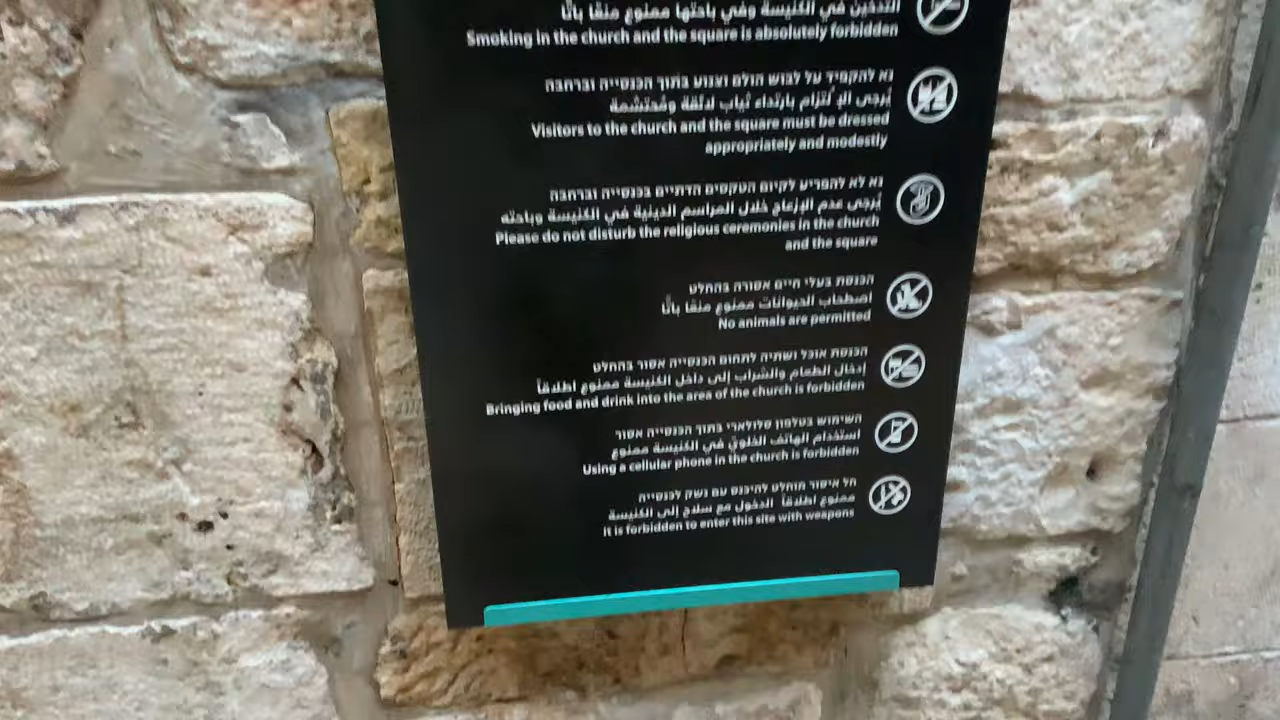 التدخين في الكنيسة وفي باحتها ممنوع منعًا باتًا
Smoking in the church and the square is absolutely forbidden
נא להקפיד על לבוש הולם וצנוע בתוך הכנסייה וברחבה
يُرجى الإلتزام بارتداء ثياب لائقة ومُحتشمة
Visitors to the church and the square must be dressed
appropriately and modestly
נא לא להפריע לקיום הטקסים הדתיים בכנסייה וברחבה
يُرجى عدم الإزعاج خلال المراسم الدينية في الكنيسة وباحته
Please do not disturb the religious ceremonies in the church
and the square
הכנסת בעלי חיים אסורה בהחלט
اصطحاب الحيوانات ممنوع منعًا باتًا
No animals are permitted
הכנסת אוכל ושתיה לתחום הכנסייה אסור בהחלט
إدخال الطعام والشراب إلى داخل الكنيسة ممنوع اطلاقاً
Bringing food and drink into the area of the church is forbidden
השימוש בטלפון סלולארי בתוך הכנסייה אסור
استخدام الهاتف الخلويّ في الكنيسة ممنوع
Using a cellular phone in the church is forbidden
חל איסור מוחלט להיכנס עם נשק לכנסייה
ممنوع اطلاقاً الدخول مع سلاح إلى الكنيسة
It is forbidden to enter this site with weapons